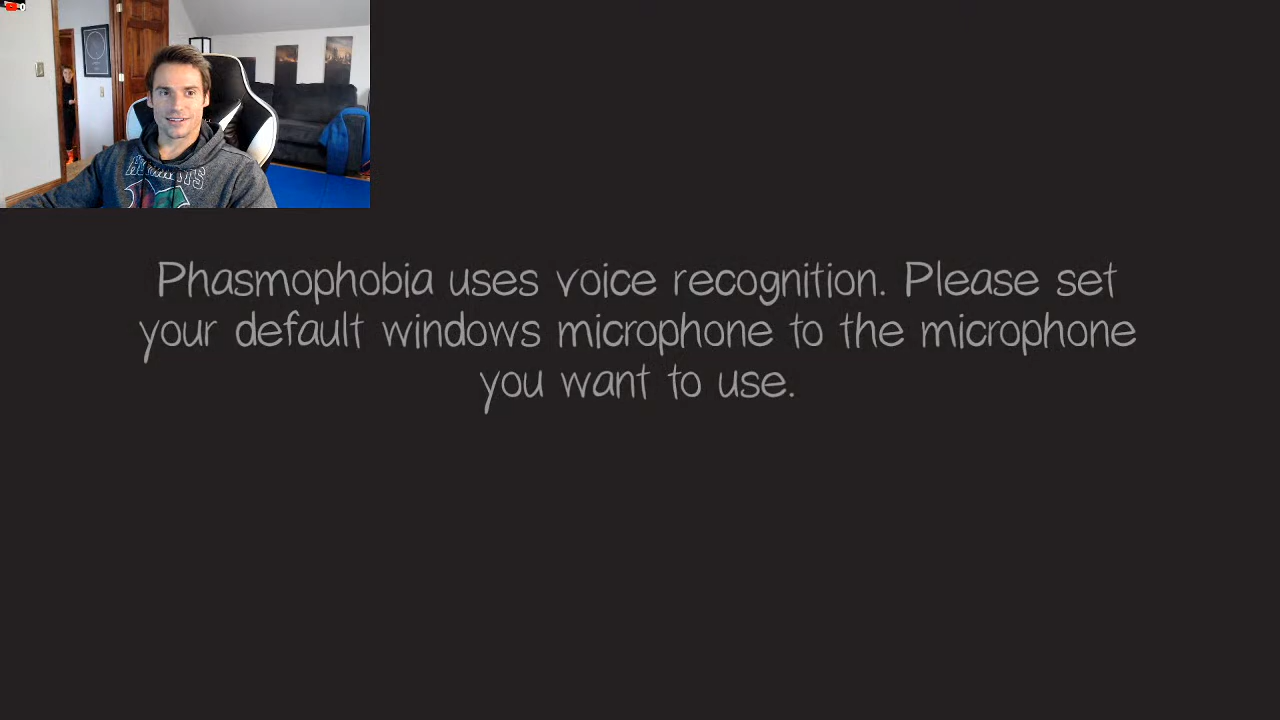 Phasmophobia uses voice recognition. Please set
your default windows microphone to the microphone
you want to use.